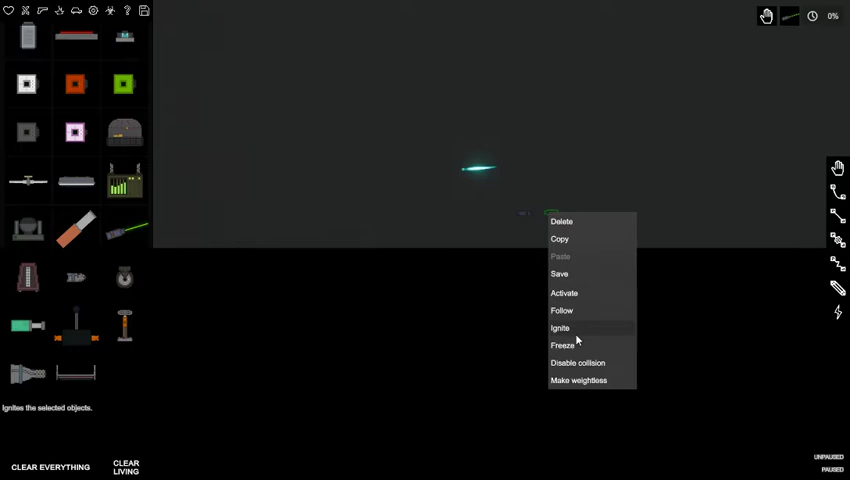 0%
Delete
Copy
Paste
Save
Activate
Follow
Ignite
Freeze
Disable collision
Make weightless
Ignites the selected objects.
CLEAR EVERYTHING
CLEAR
LIVING
UNPAUSED
PAUSED